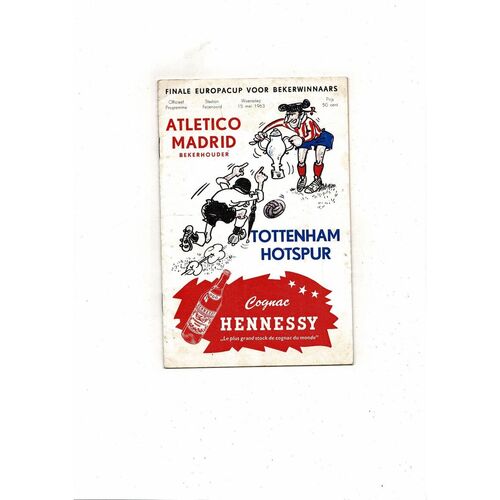 FINALE EUROPACUP VOOR BEKERWINNAARS
Officieel Programma
Stadion Feijenoord
Woensdag 15 mei 1963
Prijs 50 cent
ATLETICO
MADRID
BEKERHOUDER
TOTTENHAM
HOTSPUR
Cognac
HENNESSY
„Le plus grand stock de cognac du monde"